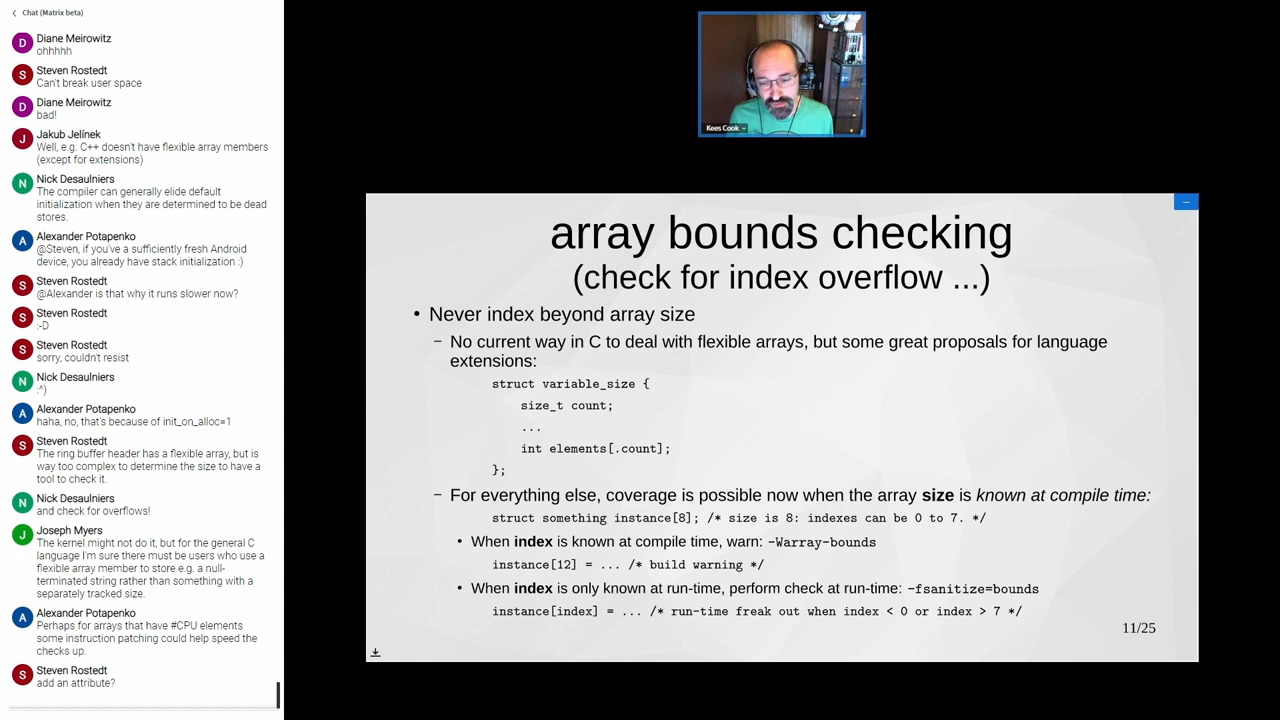 Chat (Matrix beta)
D
Diane Meirowitz
ohhhhh
S
Steven Rostedt
Can't break user space
D
Diane Meirowitz
bad!
J
Jakub Jelínek
Well, e.g. C++ doesn't have flexible array members
(except for extensions)
N
Nick Desaulniers
The compiler can generally elide default
initialization when they are determined to be dead
stores.
A
Alexander Potapenko
@Steven, if you've a sufficiently fresh Android
device, you already have stack initialization :)
S
Steven Rostedt
@Alexander is that why it runs slower now?
S
Steven Rostedt
:-D
S
Steven Rostedt
sorry, couldn't resist
N
Nick Desaulniers
:^)
A
Alexander Potapenko
haha, no, that's because of init_on_alloc=1
S
Steven Rostedt
The ring buffer header has a flexible array, but is
way too complex to determine the size to have a
tool to check it.
N
Nick Desaulniers
and check for overflows!
J
Joseph Myers
The kernel might not do it, but for the general C
language I'm sure there must be users who use a
flexible array member to store e.g. a null-
terminated string rather than something with a
separately tracked size.
A
Alexander Potapenko
Perhaps for arrays that have #CPU elements
some instruction patching could help speed the
checks up.
S
Steven Rostedt
add an attribute?
Kees Cook
array bounds checking
(check for index overflow ...)
• Never index beyond array size
– No current way in C to deal with flexible arrays, but some great proposals for language
extensions:
struct variable_size {
size_t count;
...
int elements[.count];
};
– For everything else, coverage is possible now when the array size is known at compile time:
struct something instance[8]; /* size is 8: indexes can be 0 to 7. */
• When index is known at compile time, warn: -Warray-bounds
instance[12] = ... /* build warning */
• When index is only known at run-time, perform check at run-time: -fsanitize=bounds
instance[index] = ... /* run-time freak out when index < 0 or index > 7 */
11/25